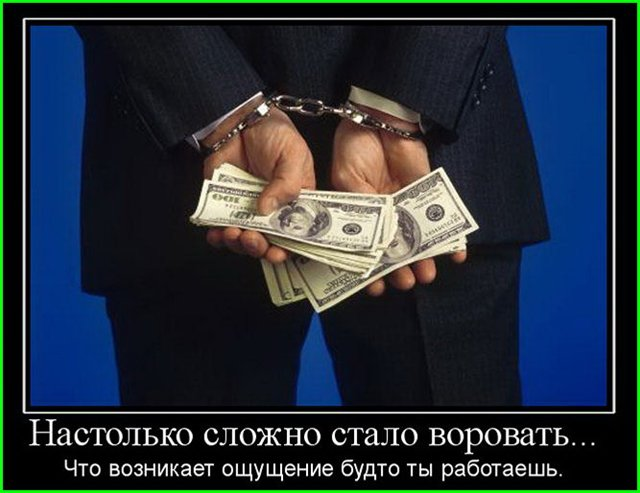 Настолько сложно стало воровать...
Что возникает ощущение будто ты работаешь.